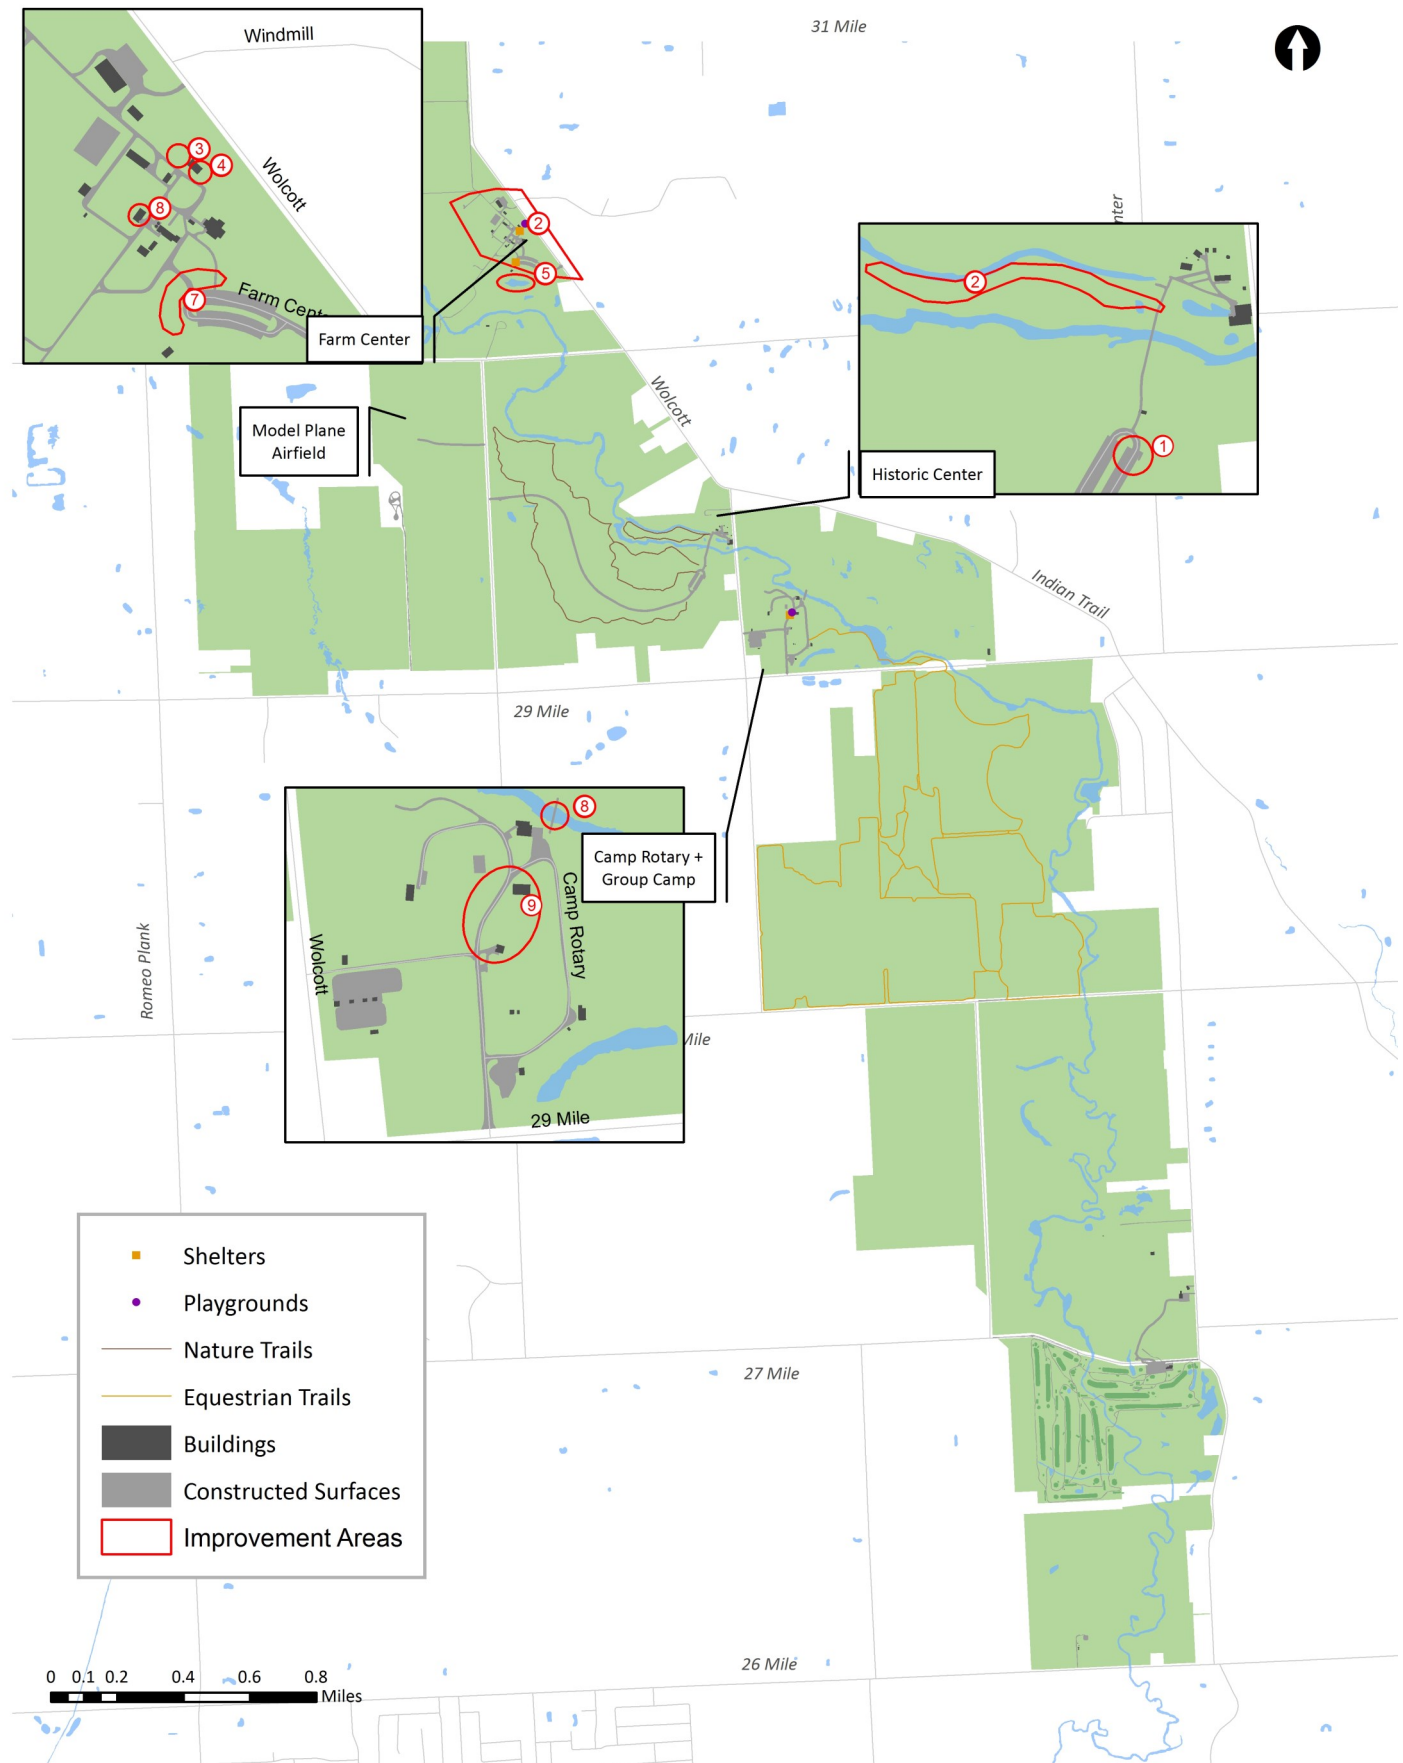 31 Mile
Windmill
Wolcott
3
4
8
7
Farm Center
Farm Center
2
5
nter
2
1
Historic Center
Wolcott
Model Plane
Airfield
Indian Trail
29 Mile
8
9
Camp Rotary
Wolcott
29 Mile
Camp Rotary +
Group Camp
Romeo Plank
Mile
Shelters
Playgrounds
Nature Trails
Equestrian Trails
Buildings
Constructed Surfaces
Improvement Areas
27 Mile
26 Mile
0 0.1 0.2 0.4 0.6 0.8
Miles